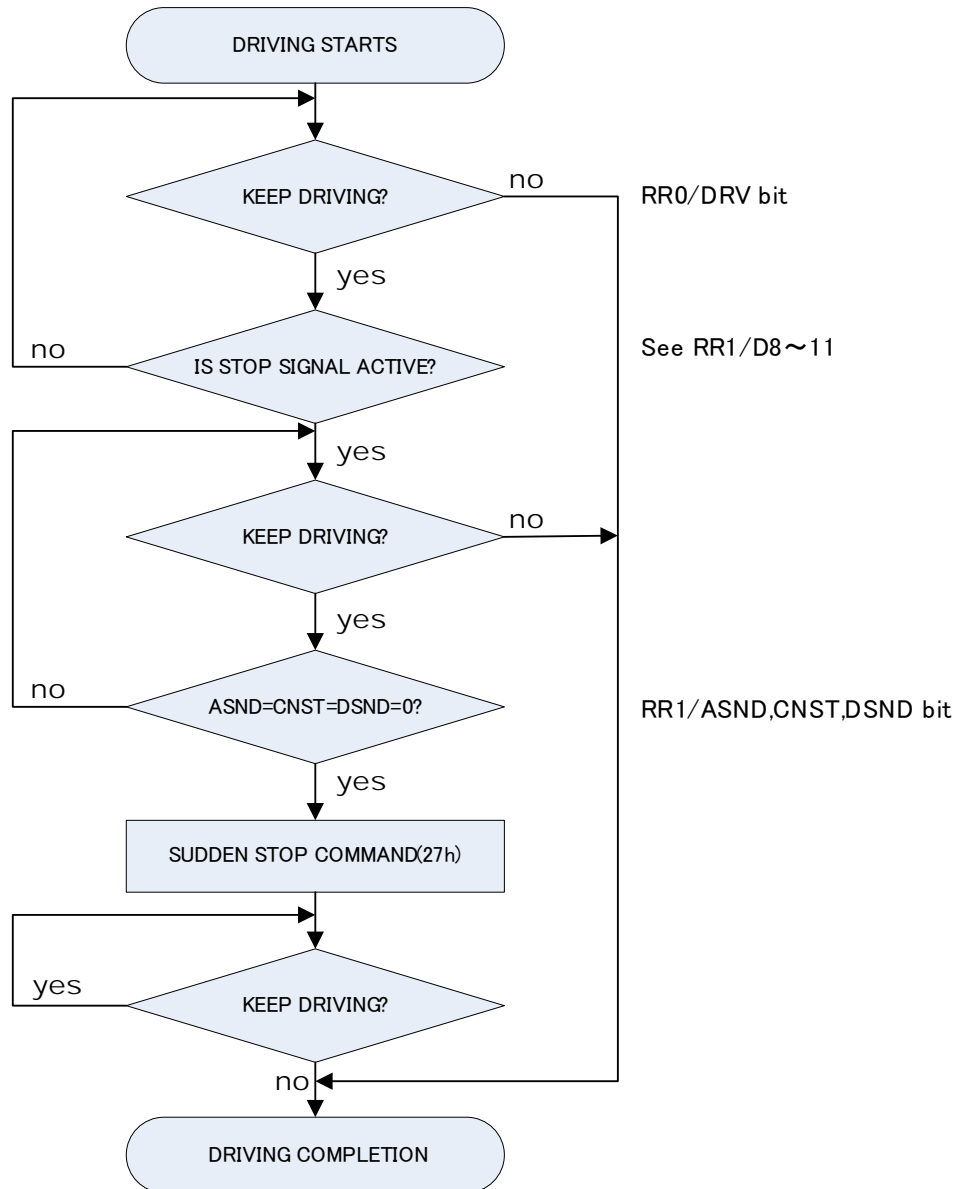 DRIVING STARTS
KEEP DRIVING?
no
RR0/DRV bit
yes
no
IS STOP SIGNAL ACTIVE?
See RR1/D8～11
yes
KEEP DRIVING?
no
yes
no
ASND=CNST=DSND=0?
RR1/ASND,CNST,DSND bit
yes
SUDDEN STOP COMMAND(27h)
yes
KEEP DRIVING?
no
DRIVING COMPLETION